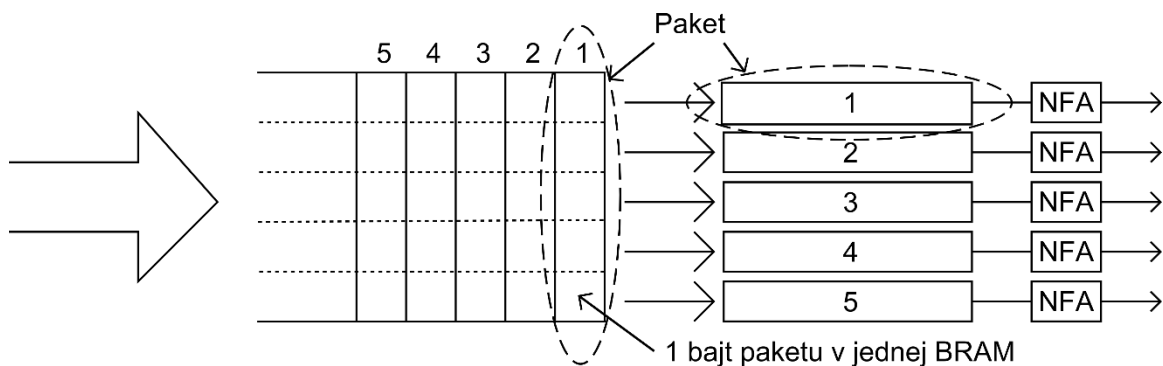 Paket
5 4 3 2 1
1 NFA
2 NFA
3 NFA
4 NFA
5 NFA
1 bajt paketu v jednej BRAM